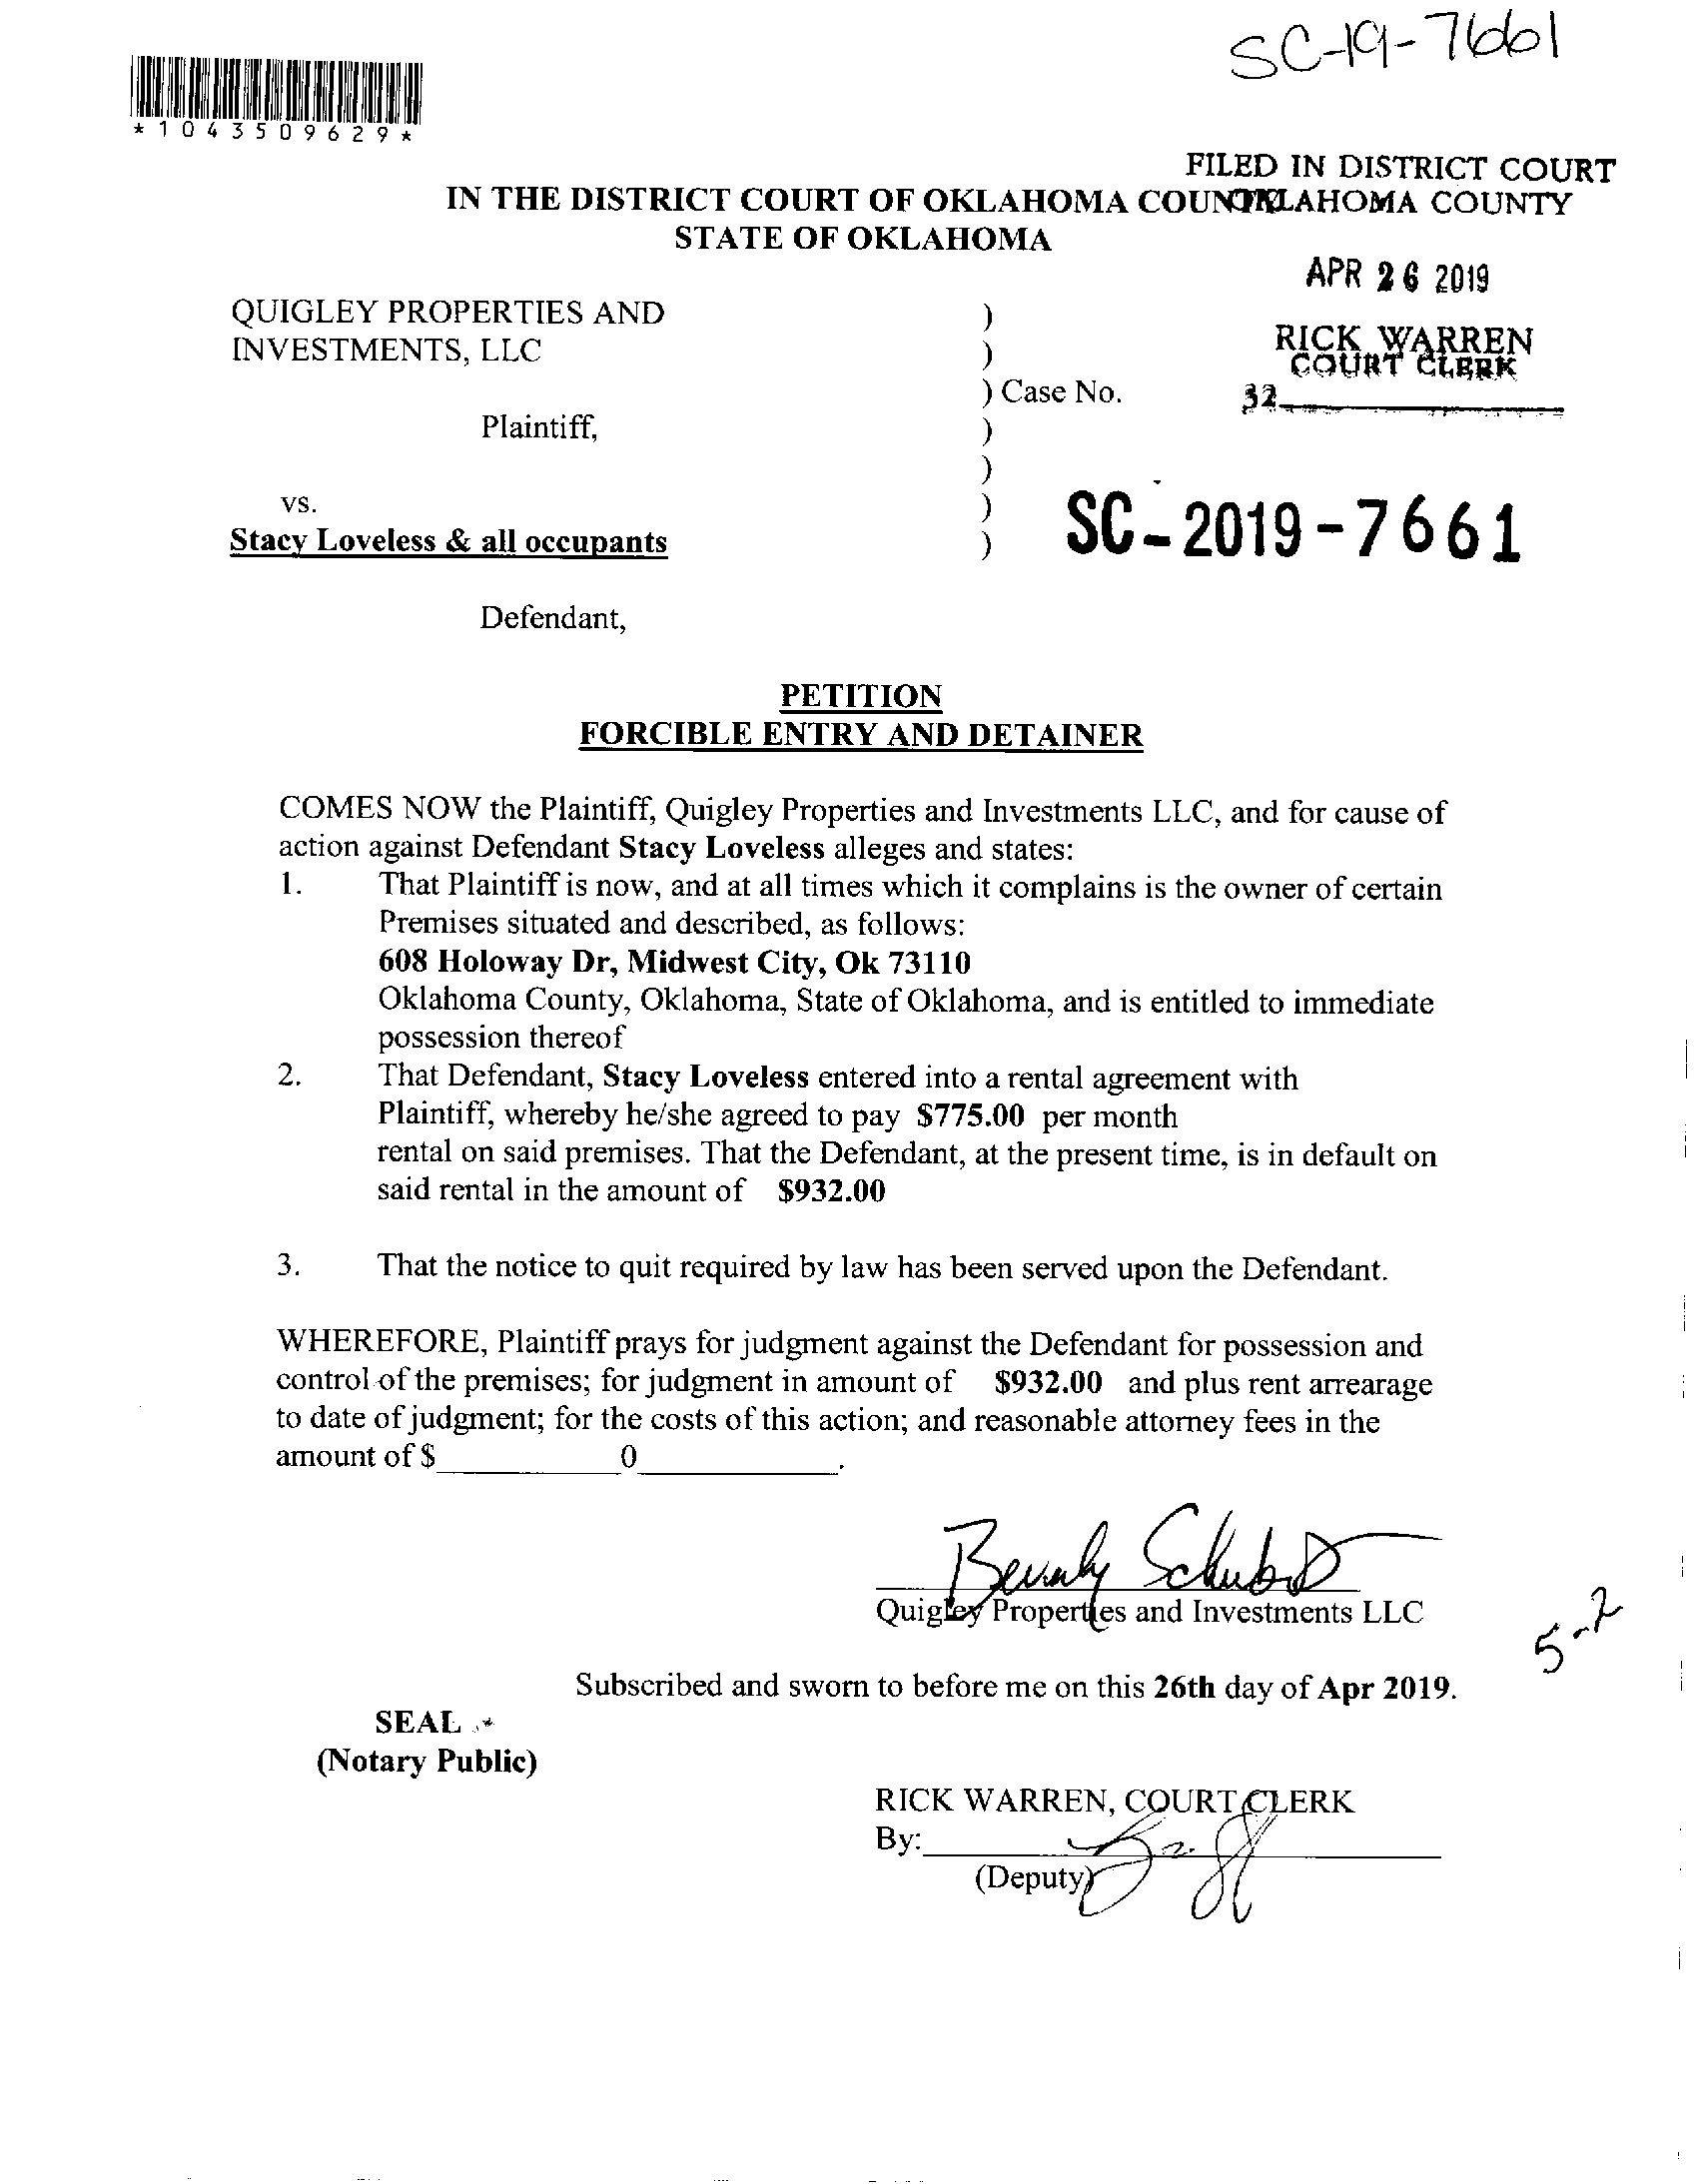 SC-19-7661
*1043509629*
FILED IN DISTRICT COURT
OKLAHOMA COUNTY
IN THE DISTRICT COURT OF OKLAHOMA COUNTY
STATE OF OKLAHOMA
APR 26 2019
RICK WARREN
COURT CLERK
32
QUIGLEY PROPERTIES AND )
INVESTMENTS, LLC )
) Case No.
Plaintiff, )
)
vs. )
Stacy Loveless & all occupants )
SC-2019-7661
Defendant,
PETITION
FORCIBLE ENTRY AND DETAINER
COMES NOW the Plaintiff, Quigley Properties and Investments LLC, and for cause of
action against Defendant Stacy Loveless alleges and states:
1. That Plaintiff is now, and at all times which it complains is the owner of certain
Premises situated and described, as follows:
608 Holoway Dr, Midwest City, Ok 73110
Oklahoma County, Oklahoma, State of Oklahoma, and is entitled to immediate
possession thereof
2. That Defendant, Stacy Loveless entered into a rental agreement with
Plaintiff, whereby he/she agreed to pay $775.00 per month
rental on said premises. That the Defendant, at the present time, is in default on
said rental in the amount of $932.00
3. That the notice to quit required by law has been served upon the Defendant.
WHEREFORE, Plaintiff prays for judgment against the Defendant for possession and
control of the premises; for judgment in amount of $932.00 and plus rent arrearage
to date of judgment; for the costs of this action; and reasonable attorney fees in the
amount of $ 0 .
Beverly Schubert
Quigley Properties and Investments LLC
5-2
Subscribed and sworn to before me on this 26th day of Apr 2019.
SEAL
(Notary Public)
RICK WARREN, COURT CLERK
By:
(Deputy)